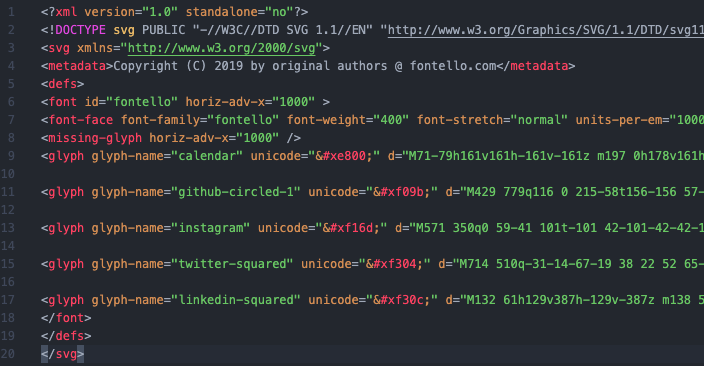 1 <?xml version="1.0" standalone="no"?>
2 <!DOCTYPE svg PUBLIC "-//W3C//DTD SVG 1.1//EN" "http://www.w3.org/Graphics/SVG/1.1/DTD/svg11
3 <svg xmlns="http://www.w3.org/2000/svg">
4 <metadata>Copyright (C) 2019 by original authors @ fontello.com</metadata>
5 <defs>
6 <font id="fontello" horiz-adv-x="1000" >
7 <font-face font-family="fontello" font-weight="400" font-stretch="normal" units-per-em="1000
8 <missing-glyph horiz-adv-x="1000" />
9 <glyph glyph-name="calendar" unicode="&#xe800;" d="M71-79h161v161h-161v-161z m197 0h178v161h
10
11 <glyph glyph-name="github-circled-1" unicode="&#xf09b;" d="M429 779q116 0 215-58t156-156 57-
12
13 <glyph glyph-name="instagram" unicode="&#xf16d;" d="M571 350q0 59-41 101t-101 42-101-42-42-1
14
15 <glyph glyph-name="twitter-squared" unicode="&#xf304;" d="M714 510q-31-14-67-19 38 22 52 65-
16
17 <glyph glyph-name="linkedin-squared" unicode="&#xf30c;" d="M132 61h129v387h-129v-387z m138 5
18 </font>
19 </defs>
20 </svg>